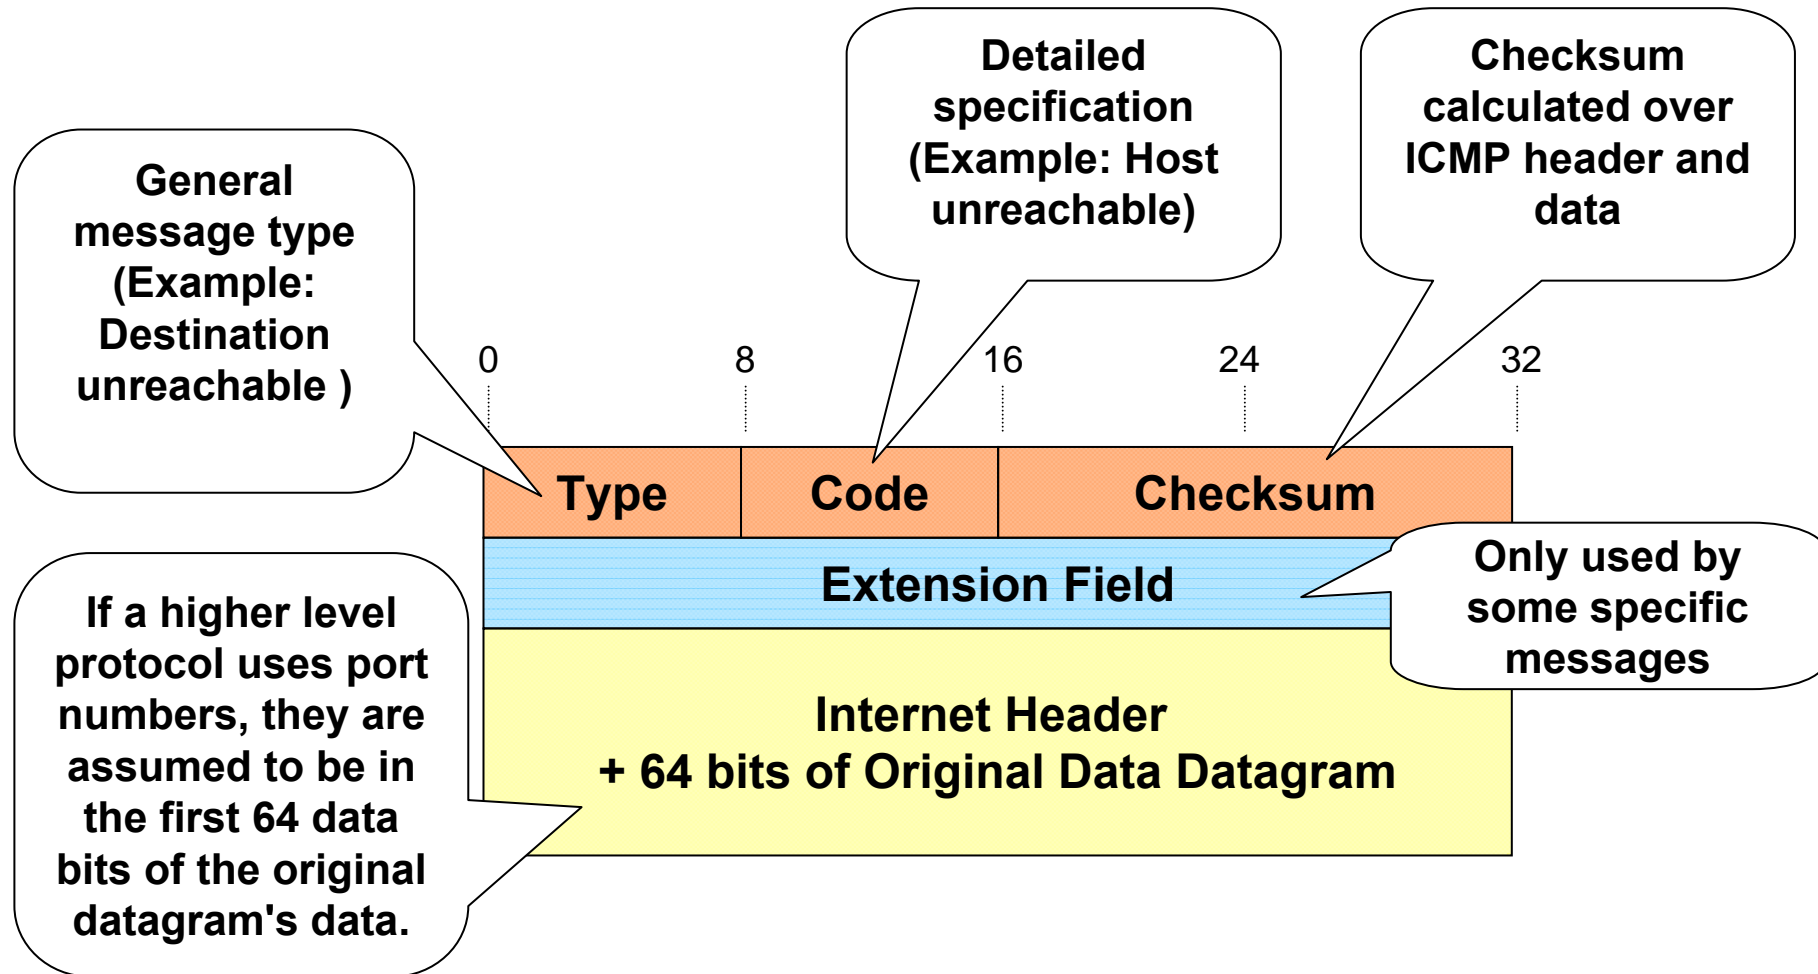 Detailed
specification
(Example: Host
unreachable)
Checksum
calculated over
ICMP header and
data
General
message type
(Example:
Destination
unreachable )
0 8 16 24 32
Type Code Checksum
Extension Field
Only used by
some specific
messages
If a higher level
protocol uses port
numbers, they are
assumed to be in
the first 64 data
bits of the original
datagram's data.
Internet Header
+ 64 bits of Original Data Datagram